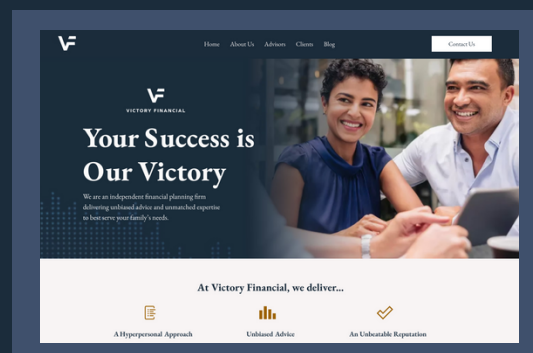 VF
Home About Us Advisors Clients Blog Contact Us
VF
VICTORY FINANCIAL
Your Success is
Our Victory
We are an independent financial planning firm
delivering unbiased advice and unmatched expertise
to best serve your family's needs.
At Victory Financial, we deliver...
A Hyperpersonal Approach Unbiased Advice An Unbeatable Reputation